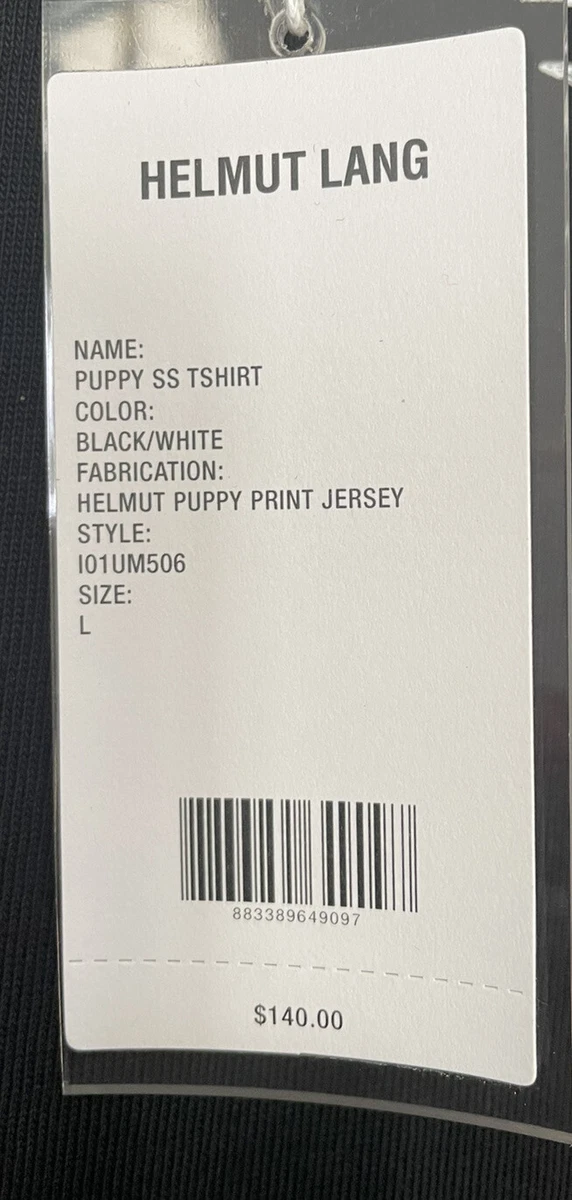 HELMUT LANG
NAME:
PUPPY SS TSHIRT
COLOR:
BLACK/WHITE
FABRICATION:
HELMUT PUPPY PRINT JERSEY
STYLE:
I01UM506
SIZE:
L
883389649097
$140.00